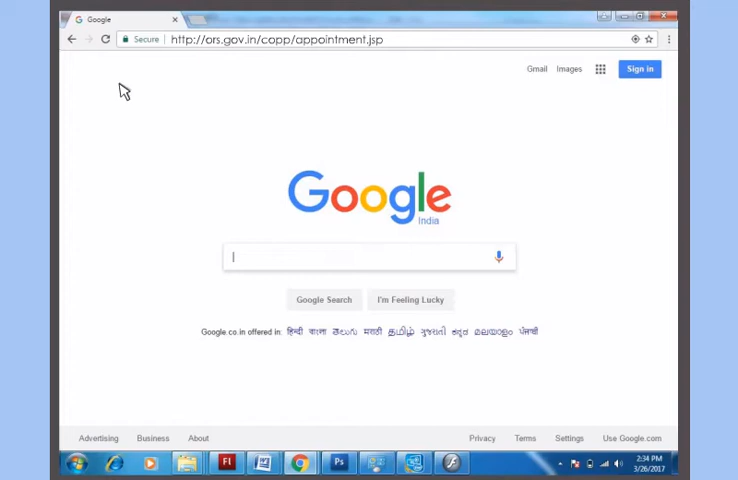 Google
Secure http://ors.gov.in/copp/appointment.jsp
Gmail Images Sign in
Google
India
Google Search I'm Feeling Lucky
Google.co.in offered in: हिन्दी বাংলা తెలుగు मराठी தமிழ் ગુજરાતી ಕನ್ನಡ മലയാളം ਪੰਜਾਬੀ
Advertising Business About Privacy Terms Settings Use Google.com
Fl W Ps
2:34 PM
3/26/2017